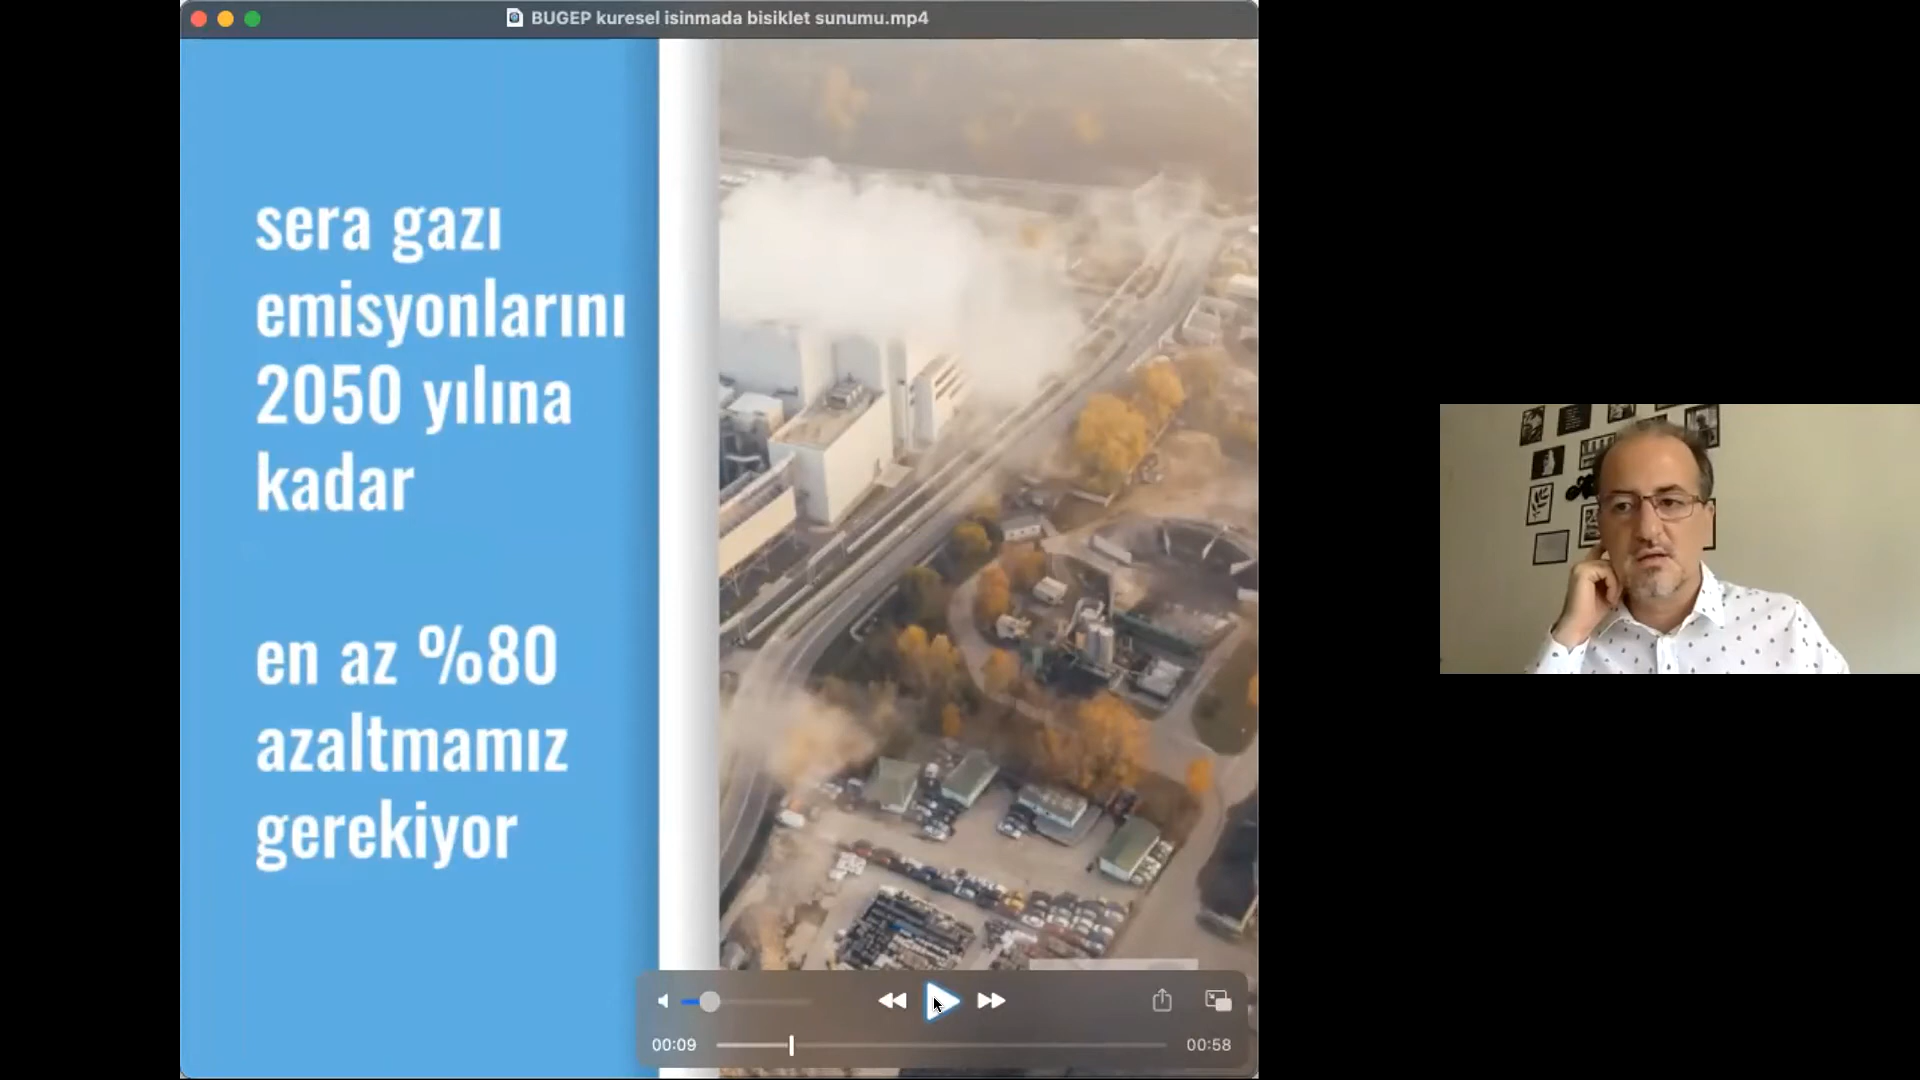 BUGEP kuresel isinmada bisiklet sunumu.mp4
sera gazı
emisyonlarını
2050 yılına
kadar
en az %80
azaltmamız
gerekiyor
00:09
00:58